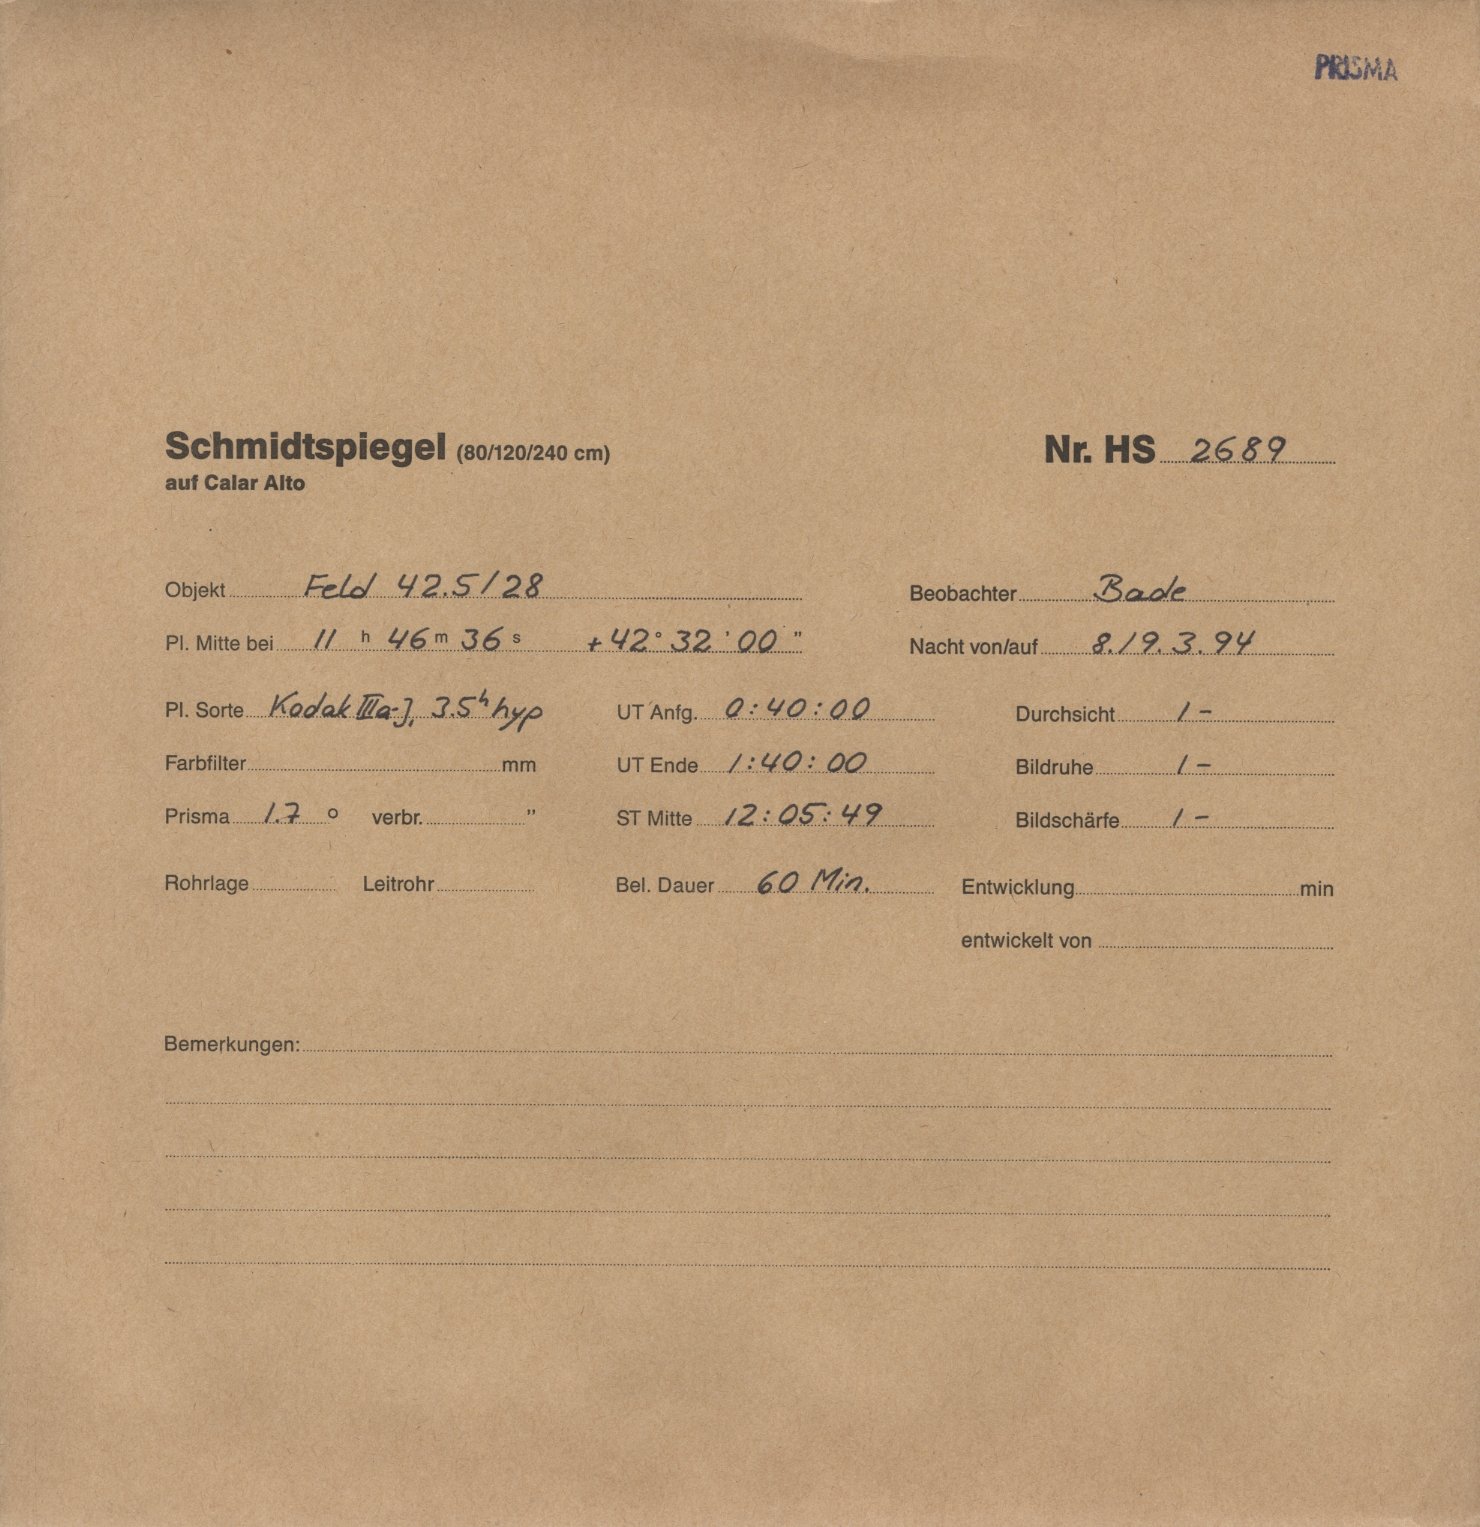 PRISMA
Schmidtspiegel (80/120/240 cm) Nr. HS 2689
auf Calar Alto
Objekt Feld 42.5/28 Beobachter Bade
Pl. Mitte bei 11 h 46 m 36 s +42° 32 ' 00 " Nacht von/auf 8./9.3.94
Pl. Sorte Kodak IIIa-J, 3.5h hyp UT Anfg. 0:40:00 Durchsicht 1-
Farbfilter mm UT Ende 1:40:00 Bildruhe 1-
Prisma 1.7 ° verbr. " ST Mitte 12:05:49 Bildschärfe 1-
Rohrlage Leitrohr Bel. Dauer 60 Min. Entwicklung min
entwickelt von
Bemerkungen: